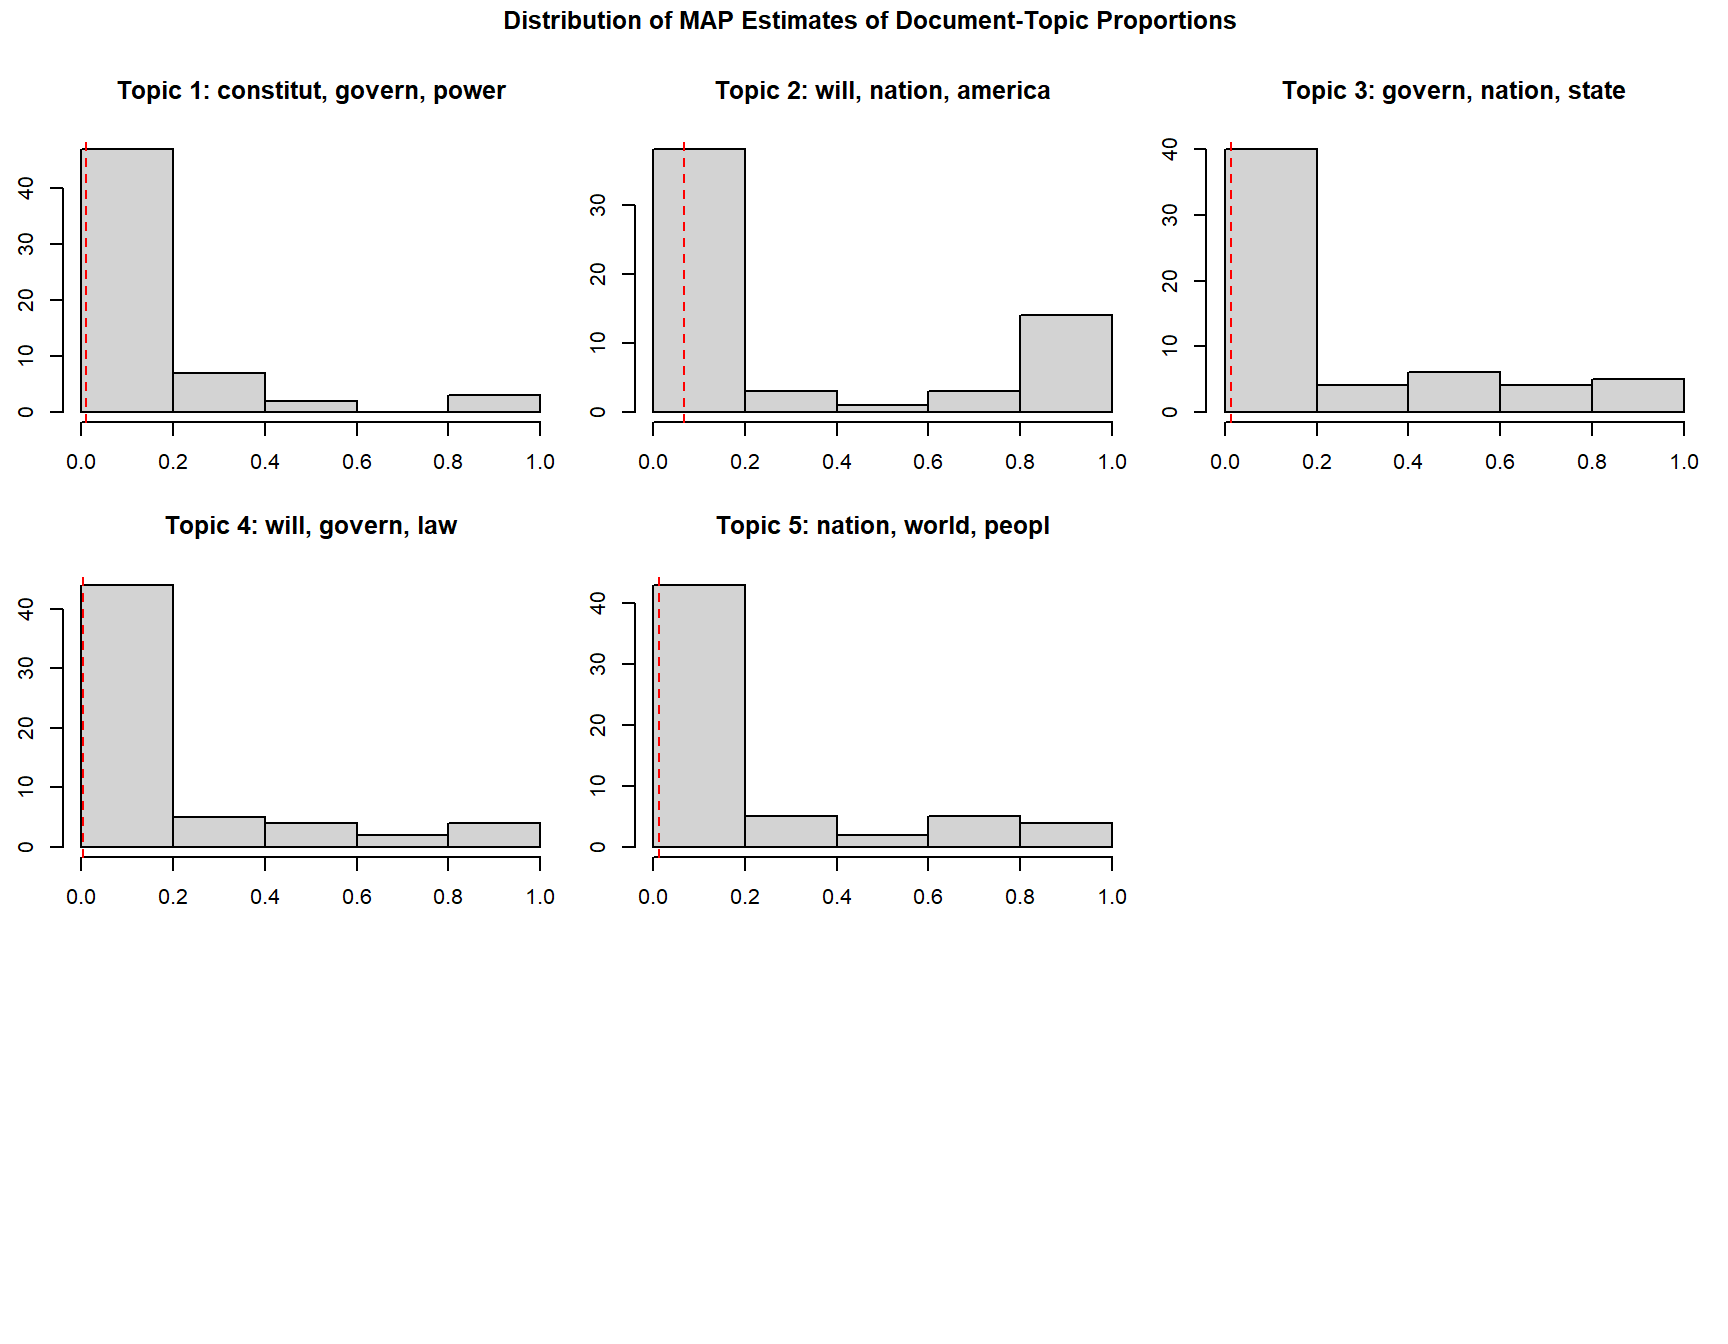 Distribution of MAP Estimates of Document-Topic Proportions
Topic 1: constitut, govern, power
0 10 20 30 40
0.0 0.2 0.4 0.6 0.8 1.0
Topic 2: will, nation, america
0 10 20 30
0.0 0.2 0.4 0.6 0.8 1.0
Topic 3: govern, nation, state
0 10 20 30 40
0.0 0.2 0.4 0.6 0.8 1.0
Topic 4: will, govern, law
0 10 20 30 40
0.0 0.2 0.4 0.6 0.8 1.0
Topic 5: nation, world, peopl
0 10 20 30 40
0.0 0.2 0.4 0.6 0.8 1.0